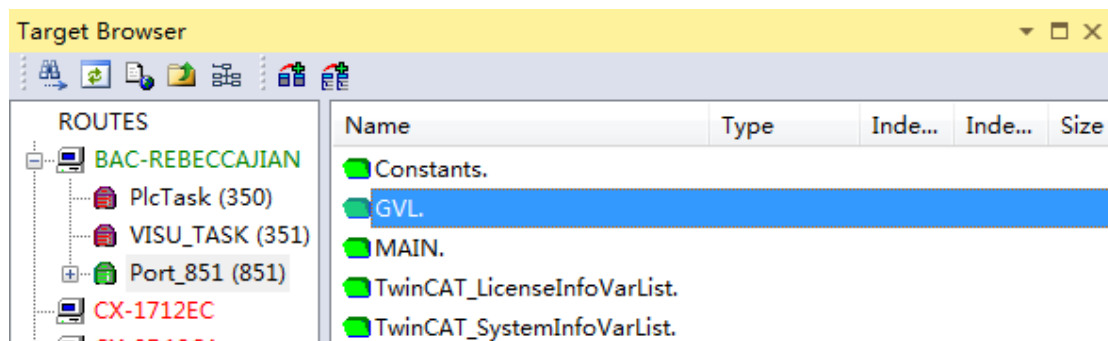 Target Browser
ROUTES
BAC-REBECCAJIAN
PlcTask (350)
VISU_TASK (351)
Port_851 (851)
CX-1712EC
Name Type Inde... Inde... Size
Constants.
GVL.
MAIN.
TwinCAT_LicenseInfoVarList.
TwinCAT_SystemInfoVarList.